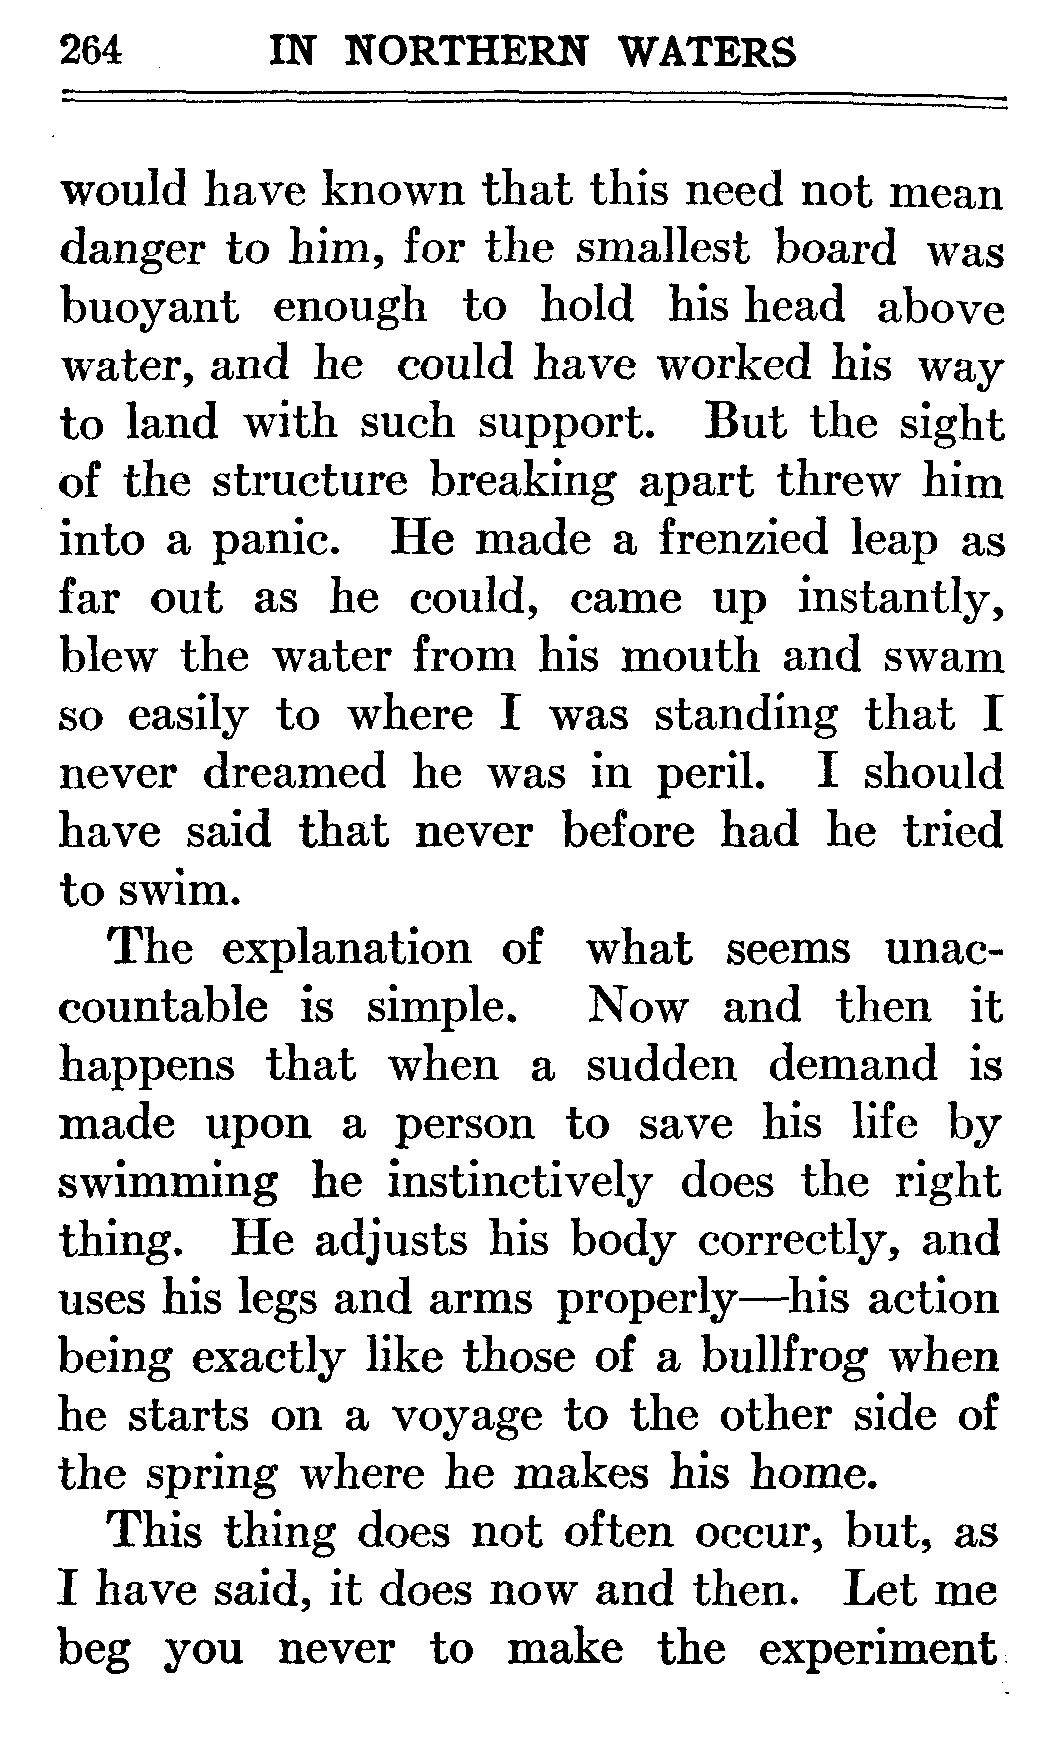 264 IN NORTHERN WATERS
would have known that this need not mean
danger to him, for the smallest board was
buoyant enough to hold his head above
water, and he could have worked his way
to land with such support. But the sight
of the structure breaking apart threw him
into a panic. He made a frenzied leap as
far out as he could, came up instantly,
blew the water from his mouth and swam
so easily to where I was standing that I
never dreamed he was in peril. I should
have said that never before had he tried
to swim.
The explanation of what seems unac-
countable is simple. Now and then it
happens that when a sudden demand is
made upon a person to save his life by
swimming he instinctively does the right
thing. He adjusts his body correctly, and
uses his legs and arms properly—his action
being exactly like those of a bullfrog when
he starts on a voyage to the other side of
the spring where he makes his home.
This thing does not often occur, but, as
I have said, it does now and then. Let me
beg you never to make the experiment